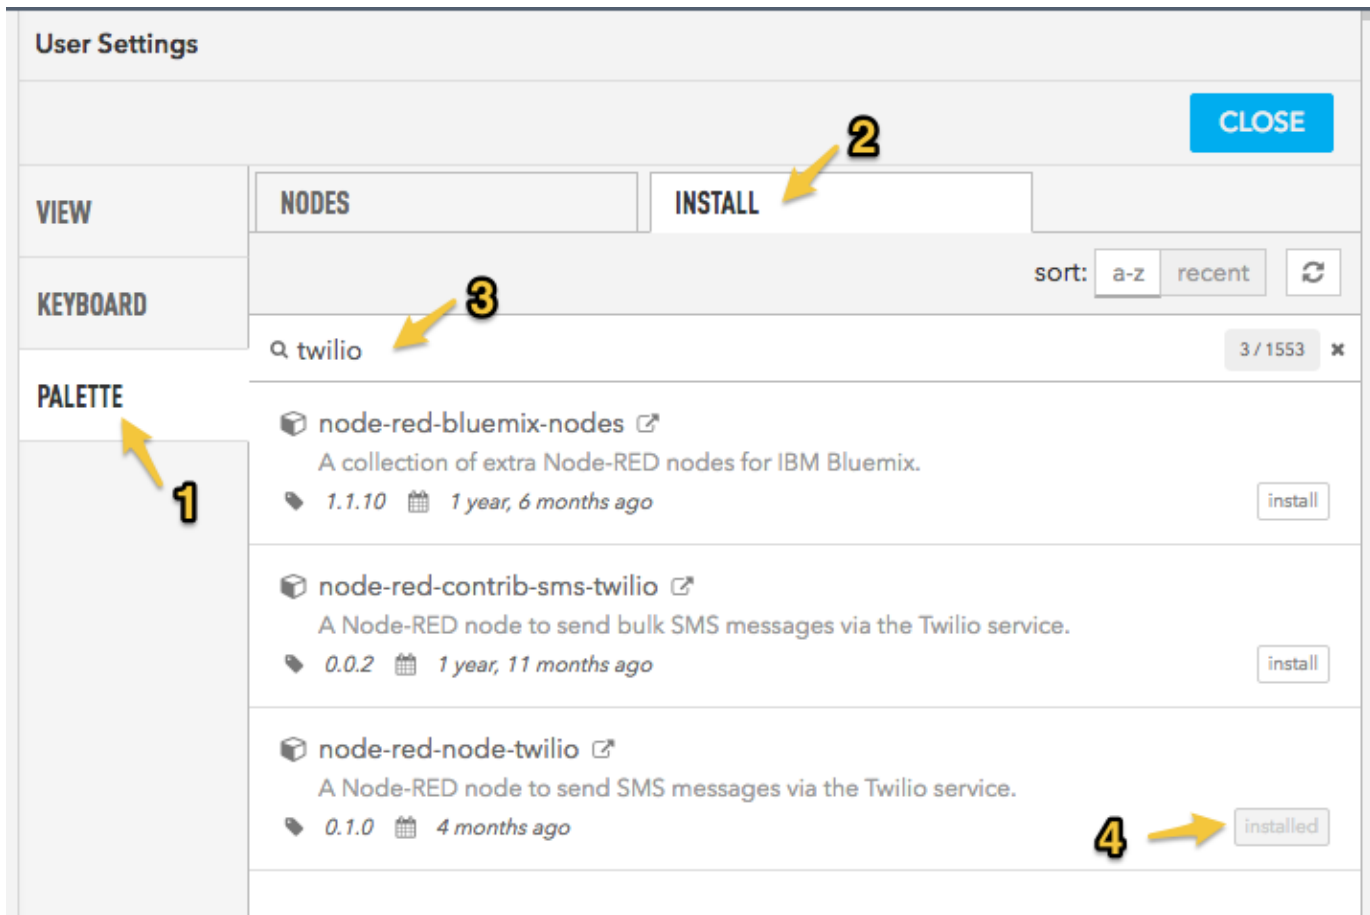 User Settings
CLOSE
2
VIEW
NODES
INSTALL
sort: a-z recent
KEYBOARD
3
twilio
3 / 1553
PALETTE
node-red-bluemix-nodes
A collection of extra Node-RED nodes for IBM Bluemix.
1
1.1.10 1 year, 6 months ago
install
node-red-contrib-sms-twilio
A Node-RED node to send bulk SMS messages via the Twilio service.
0.0.2 1 year, 11 months ago
install
node-red-node-twilio
A Node-RED node to send SMS messages via the Twilio service.
0.1.0 4 months ago
4
installed